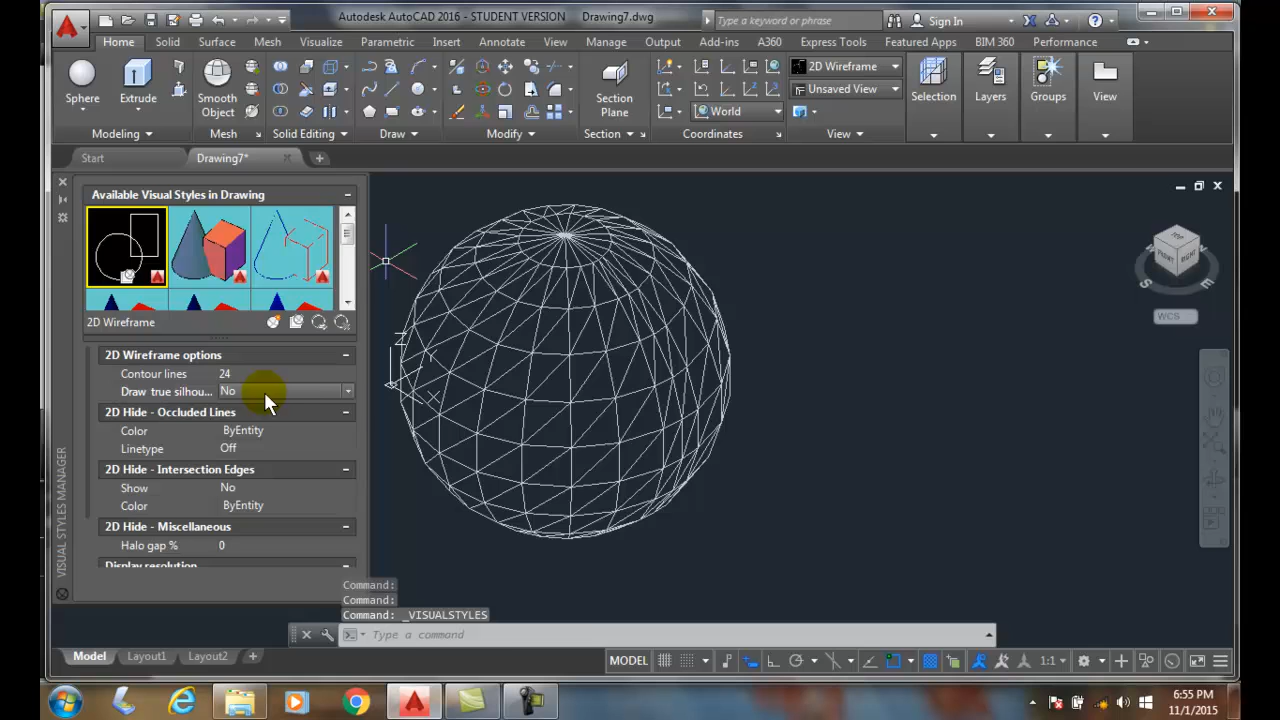 Autodesk AutoCAD 2016 - STUDENT VERSION Drawing7.dwg
Type a keyword or phrase
Sign In
Home Solid Surface Mesh Visualize Parametric Insert Annotate View Manage Output Add-ins A360 Express Tools Featured Apps BIM 360 Performance
Sphere
Extrude
Smooth
Object
Section
Plane
2D Wireframe
Unsaved View
World
Selection
Layers
Groups
View
Modeling Mesh Solid Editing Draw Modify Section Coordinates View
Start
Drawing7*
Available Visual Styles in Drawing
2D Wireframe
2D Wireframe options
Contour lines 24
Draw true silhou... No
2D Hide - Occluded Lines
Color ByEntity
Linetype Off
2D Hide - Intersection Edges
Show No
Color ByEntity
2D Hide - Miscellaneous
Halo gap % 0
Display resolution
VISUAL STYLES MANAGER
Z
Y
X
TOP
FRONT
RIGHT
S
E
WCS
Command:
Command:
Command: _VISUALSTYLES
Type a command
Model Layout1 Layout2
MODEL
1:1
6:55 PM
11/1/2015